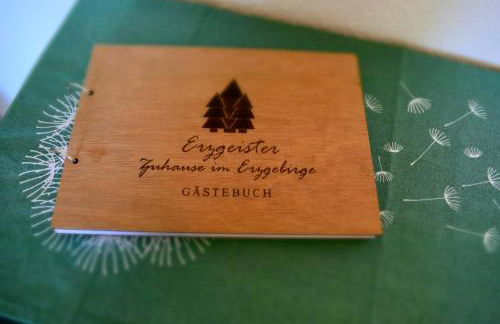 Erzgeister
Zuhause im Erzgebirge
GÄSTEBUCH